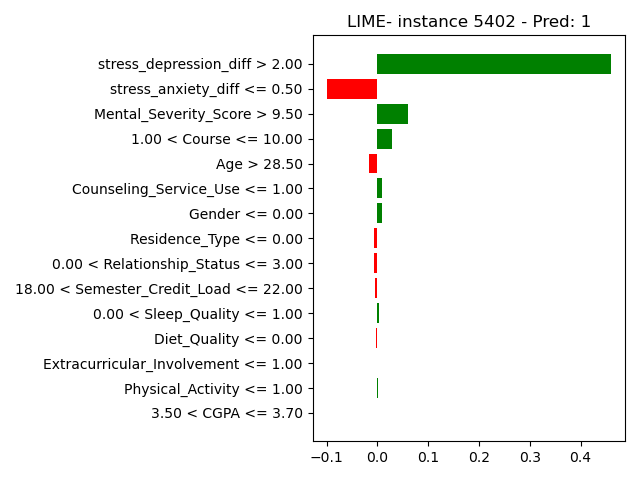 LIME- instance 5402 - Pred: 1
stress_depression_diff > 2.00
stress_anxiety_diff <= 0.50
Mental_Severity_Score > 9.50
1.00 < Course <= 10.00
Age > 28.50
Counseling_Service_Use <= 1.00
Gender <= 0.00
Residence_Type <= 0.00
0.00 < Relationship_Status <= 3.00
18.00 < Semester_Credit_Load <= 22.00
0.00 < Sleep_Quality <= 1.00
Diet_Quality <= 0.00
Extracurricular_Involvement <= 1.00
Physical_Activity <= 1.00
3.50 < CGPA <= 3.70
−0.1 0.0 0.1 0.2 0.3 0.4